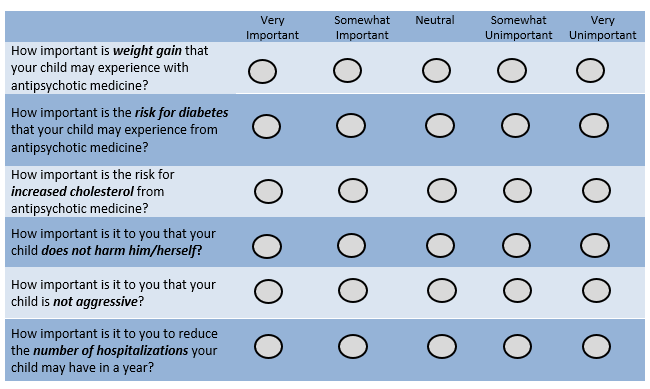 Very Somewhat Neutral Somewhat Very
Important Important Unimportant Unimportant
How important is weight gain that
your child may experience with
antipsychotic medicine?
How important is the risk for diabetes
that your child may experience from
antipsychotic medicine?
How important is the risk for
increased cholesterol from
antipsychotic medicine?
How important is it to you that your
child does not harm him/herself?
How important is it to you that your
child is not aggressive?
How important is it to you to reduce
the number of hospitalizations your
child may have in a year?